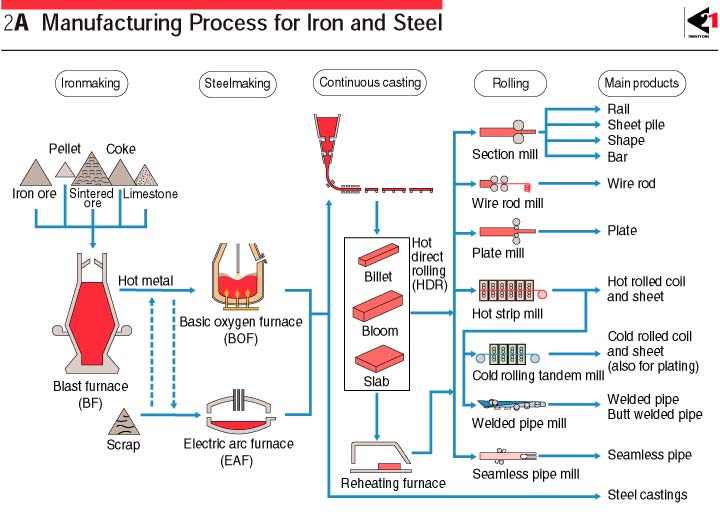 2A Manufacturing Process for Iron and Steel
21
TWENTY ONE
Ironmaking
Steelmaking
Continuous casting
Rolling
Main products
Pellet
Coke
Iron ore
Sintered
ore
Limestone
Hot metal
Blast furnace
(BF)
Scrap
Basic oxygen furnace
(BOF)
Electric arc furnace
(EAF)
Hot
direct
rolling
(HDR)
Billet
Bloom
Slab
Reheating furnace
Section mill
Wire rod mill
Plate mill
Hot strip mill
Cold rolling tandem mill
Welded pipe mill
Seamless pipe mill
Rail
Sheet pile
Shape
Bar
Wire rod
Plate
Hot rolled coil
and sheet
Cold rolled coil
and sheet
(also for plating)
Welded pipe
Butt welded pipe
Seamless pipe
Steel castings